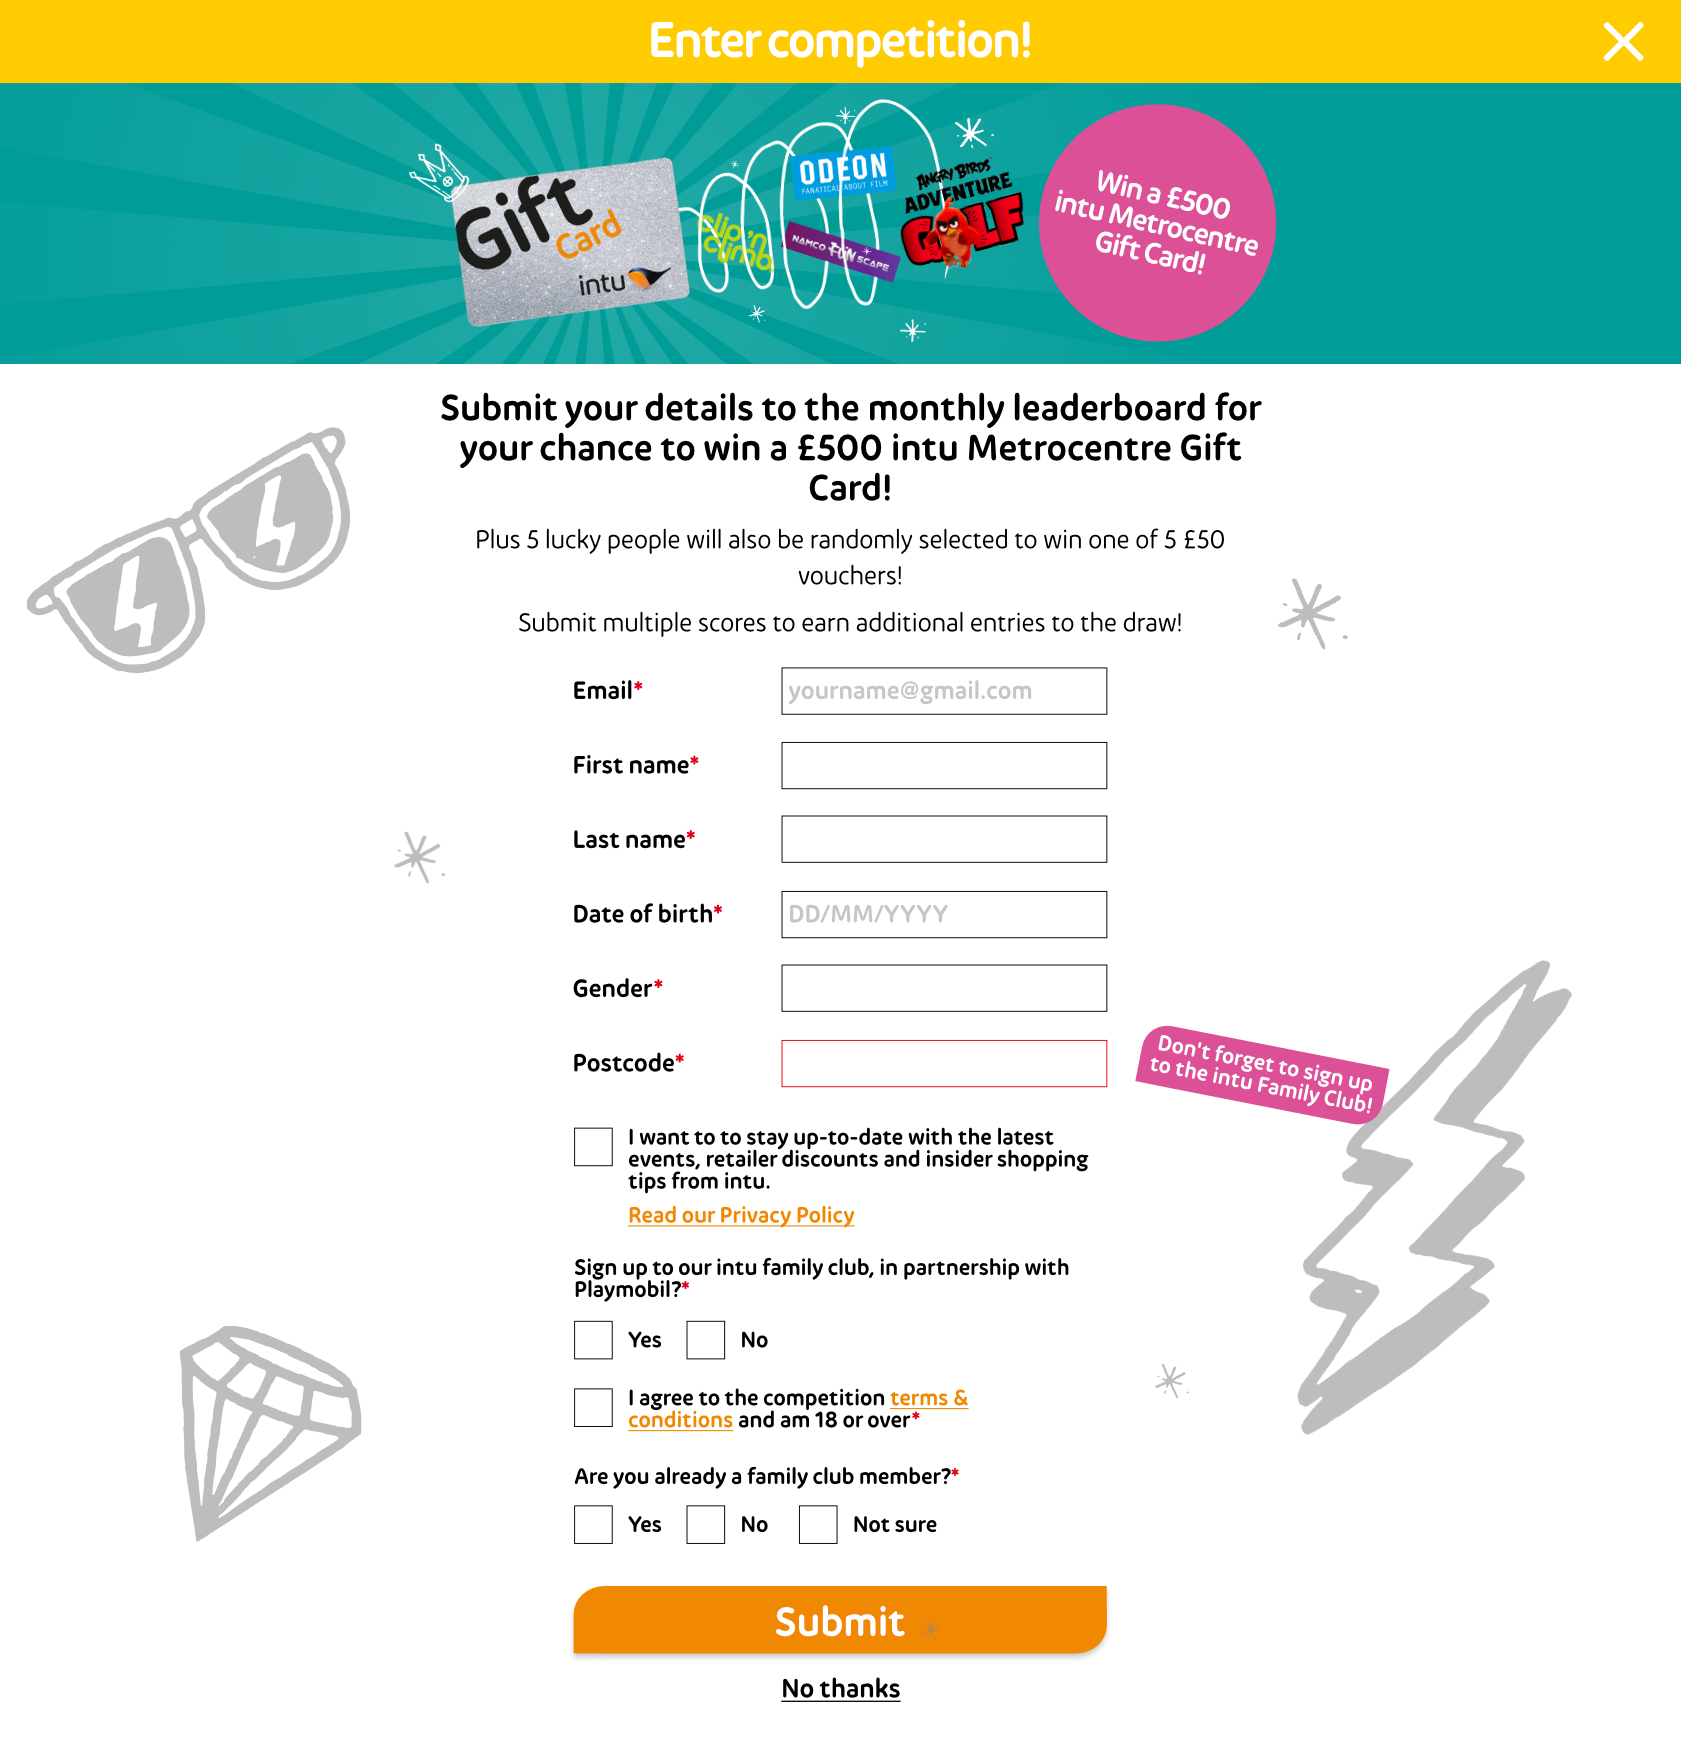 Enter competition!
Gift
Card
intu
clip 'n
climb
ODEON
FANATICAL ABOUT FILM
NAMCO FUN SCAPE
ANGRY BIRDS
ADVENTURE
GOLF
Win a £500
intu Metrocentre
Gift Card!
Submit your details to the monthly leaderboard for
your chance to win a £500 intu Metrocentre Gift
Card!
Plus 5 lucky people will also be randomly selected to win one of 5 £50
vouchers!
Submit multiple scores to earn additional entries to the draw!
Email* yourname@gmail.com
First name*
Last name*
Date of birth* DD/MM/YYYY
Gender*
Postcode*
Don't forget to sign up
to the intu Family Club!
I want to to stay up-to-date with the latest
events, retailer discounts and insider shopping
tips from intu.
Read our Privacy Policy
Sign up to our intu family club, in partnership with
Playmobil?*
Yes No
I agree to the competition terms &
conditions and am 18 or over*
Are you already a family club member?*
Yes No Not sure
Submit
No thanks